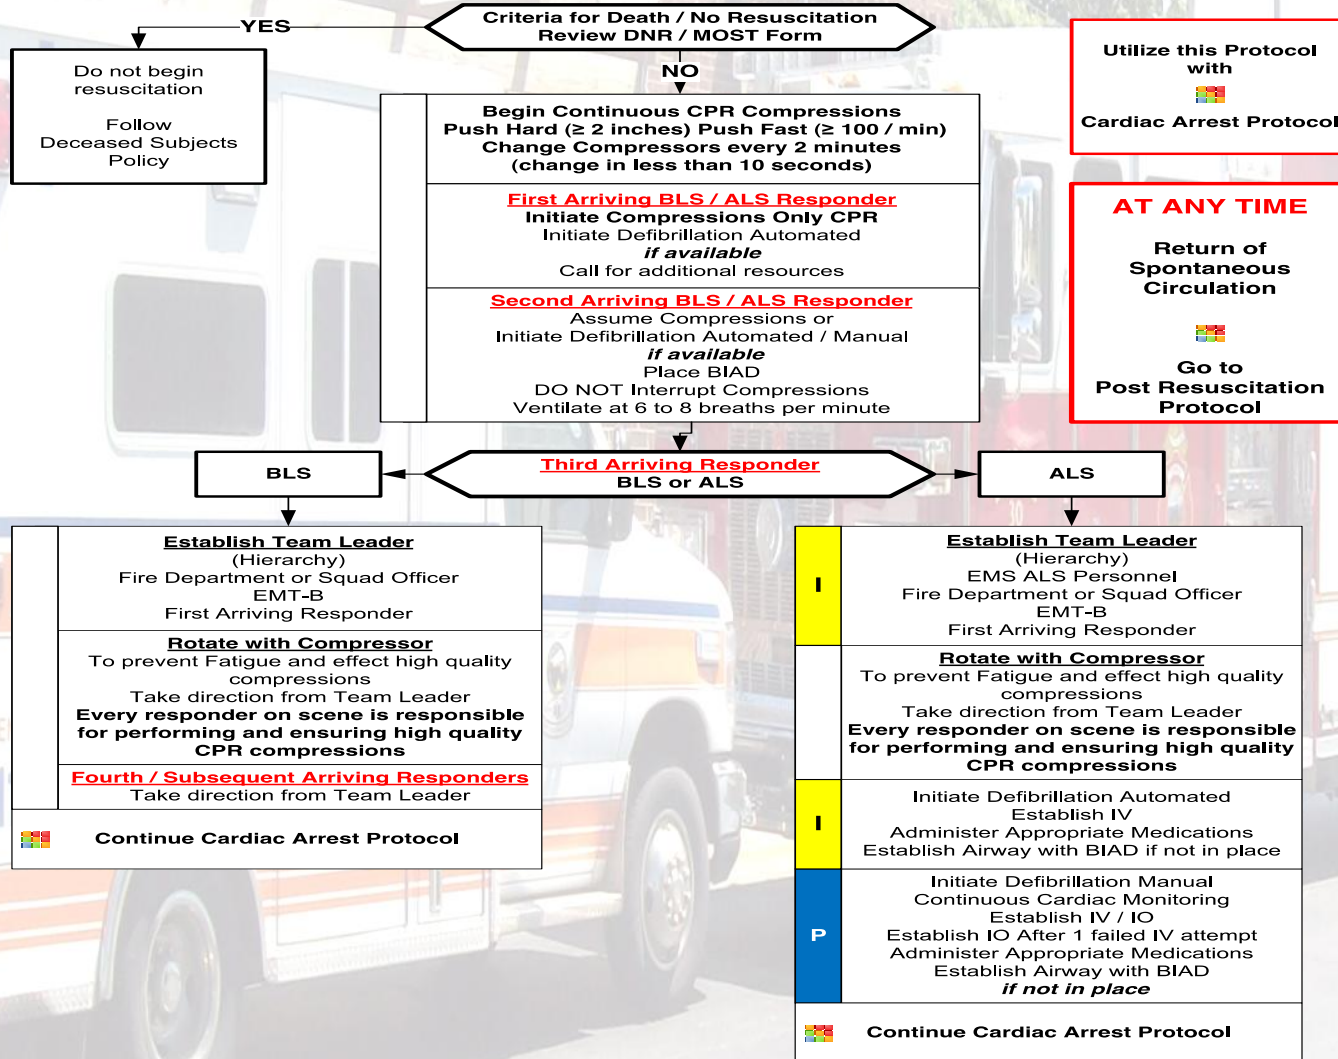 Criteria for Death / No Resuscitation
Review DNR / MOST Form
YES
NO
Do not begin
resuscitation
Follow
Deceased Subjects
Policy
Utilize this Protocol
with
Cardiac Arrest Protocol
Begin Continuous CPR Compressions
Push Hard (≥ 2 inches) Push Fast (≥ 100 / min)
Change Compressors every 2 minutes
(change in less than 10 seconds)
First Arriving BLS / ALS Responder
Initiate Compressions Only CPR
Initiate Defibrillation Automated
if available
Call for additional resources
Second Arriving BLS / ALS Responder
Assume Compressions or
Initiate Defibrillation Automated / Manual
if available
Place BIAD
DO NOT Interrupt Compressions
Ventilate at 6 to 8 breaths per minute
AT ANY TIME
Return of
Spontaneous
Circulation
Go to
Post Resuscitation
Protocol
BLS
Third Arriving Responder
BLS or ALS
ALS
Establish Team Leader
(Hierarchy)
Fire Department or Squad Officer
EMT-B
First Arriving Responder
Rotate with Compressor
To prevent Fatigue and effect high quality
compressions
Take direction from Team Leader
Every responder on scene is responsible
for performing and ensuring high quality
CPR compressions
Fourth / Subsequent Arriving Responders
Take direction from Team Leader
Continue Cardiac Arrest Protocol
I
Establish Team Leader
(Hierarchy)
EMS ALS Personnel
Fire Department or Squad Officer
EMT-B
First Arriving Responder
Rotate with Compressor
To prevent Fatigue and effect high quality
compressions
Take direction from Team Leader
Every responder on scene is responsible
for performing and ensuring high quality
CPR compressions
I
Initiate Defibrillation Automated
Establish IV
Administer Appropriate Medications
Establish Airway with BIAD if not in place
P
Initiate Defibrillation Manual
Continuous Cardiac Monitoring
Establish IV / IO
Establish IO After 1 failed IV attempt
Administer Appropriate Medications
Establish Airway with BIAD
if not in place
Continue Cardiac Arrest Protocol